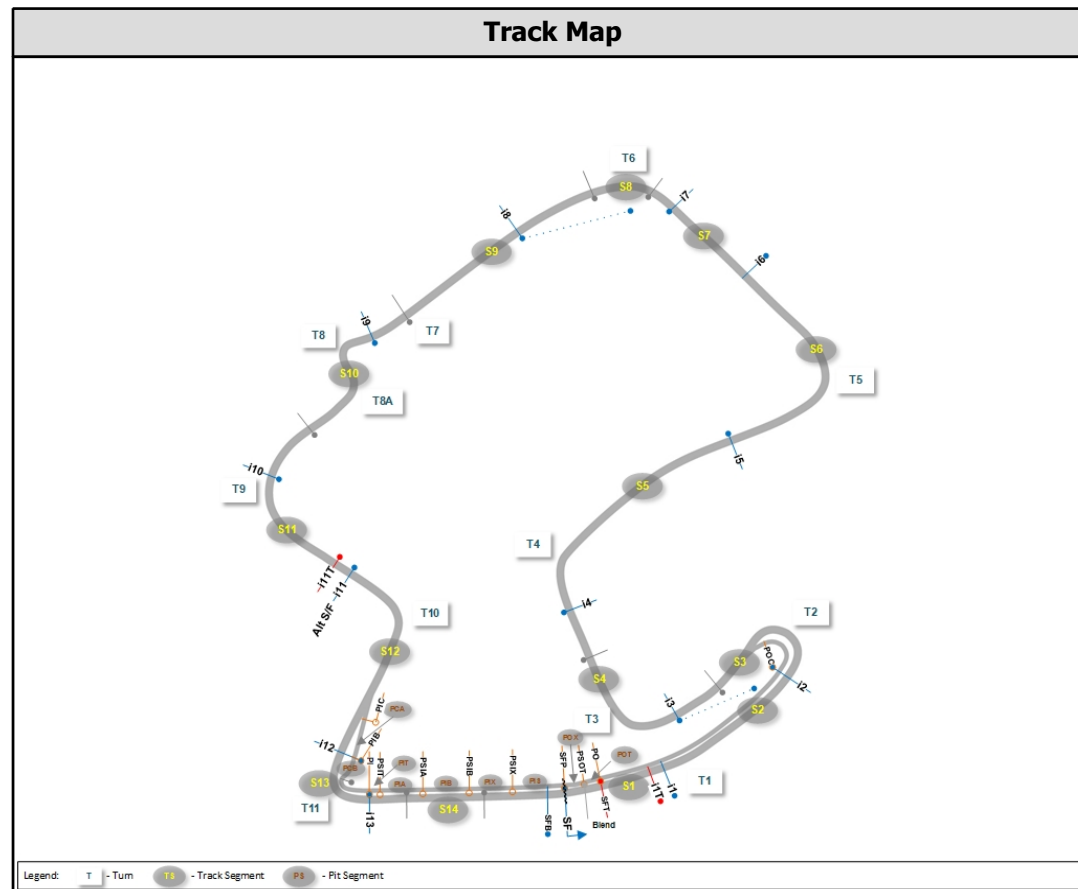 Track Map
T6
S8
i7
i8
S9
S7
i6
i9
T7
T8
S6
S10
T5
T8A
i5
i10
T9
S5
S11
T4
i11T
i11
Alt S/F
i4
T10
T2
S12
S3
POC
i2
S4
i3
S2
PIC
PCA
T3
PIB
i12
POX
SFP
PSOT
PO
POT
PI
PSIT
PIT
PSIA
PSIB
PSIX
S13
PIA
PIB
PIX
PIS
S1
i1T
i1
T1
T11
i13
S14
SFB
SF
SFT
Blend
Legend:
T
- Turn
TS
- Track Segment
PS
- Pit Segment